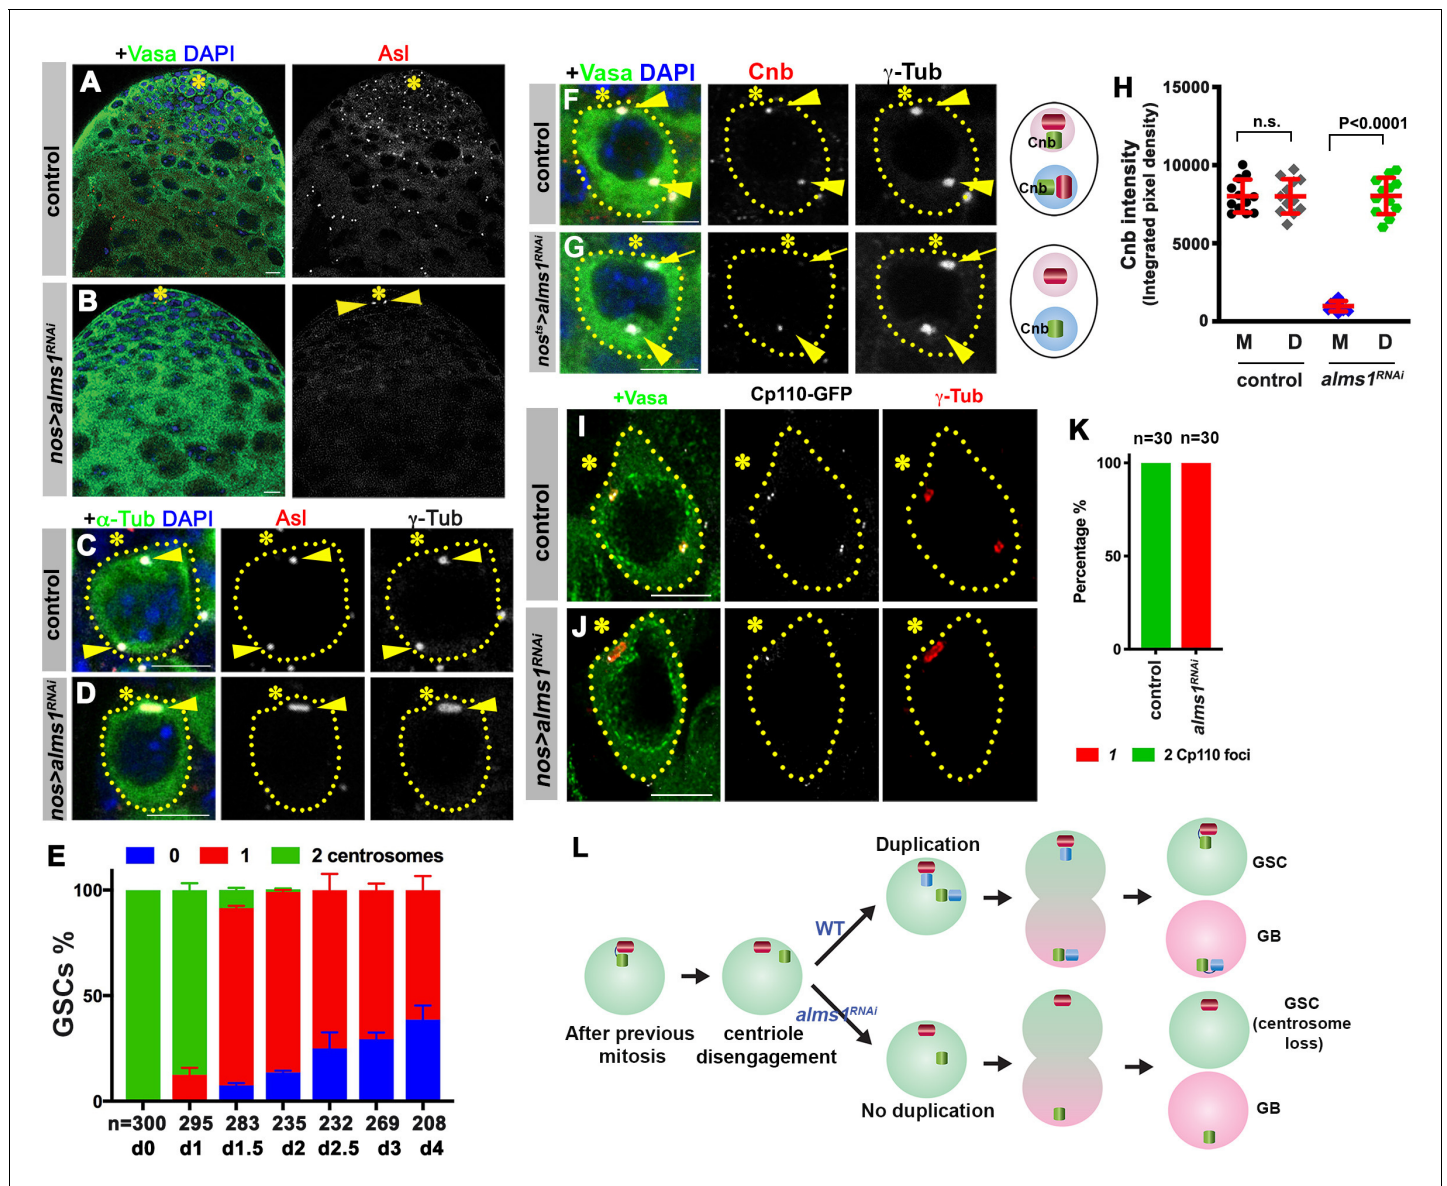 +Vasa DAPI
Asl
A
control
B
nos>alms1RNAi
+α-Tub DAPI
Asl
γ-Tub
C
control
D
nos>alms1RNAi
E
0
1
2 centrosomes
GSCs %
100
50
0
n=300 295 283 235 232 269 208
d0 d1 d1.5 d2 d2.5 d3 d4
+Vasa DAPI
Cnb
γ-Tub
F
control
Cnb
Cnb
G
nosts>alms1RNAi
Cnb
H
Cnb intensity
(Integrated pixel density)
15000
10000
5000
0
n.s.
P<0.0001
M D M D
control alms1RNAi
+Vasa
Cp110-GFP
γ-Tub
I
control
J
nos>alms1RNAi
K
n=30 n=30
Percentage %
100
50
0
control
alms1RNAi
1
2 Cp110 foci
L
After previous
mitosis
centriole
disengagement
WT
alms1RNAi
Duplication
No duplication
GSC
GB
GSC
(centrosome
loss)
GB